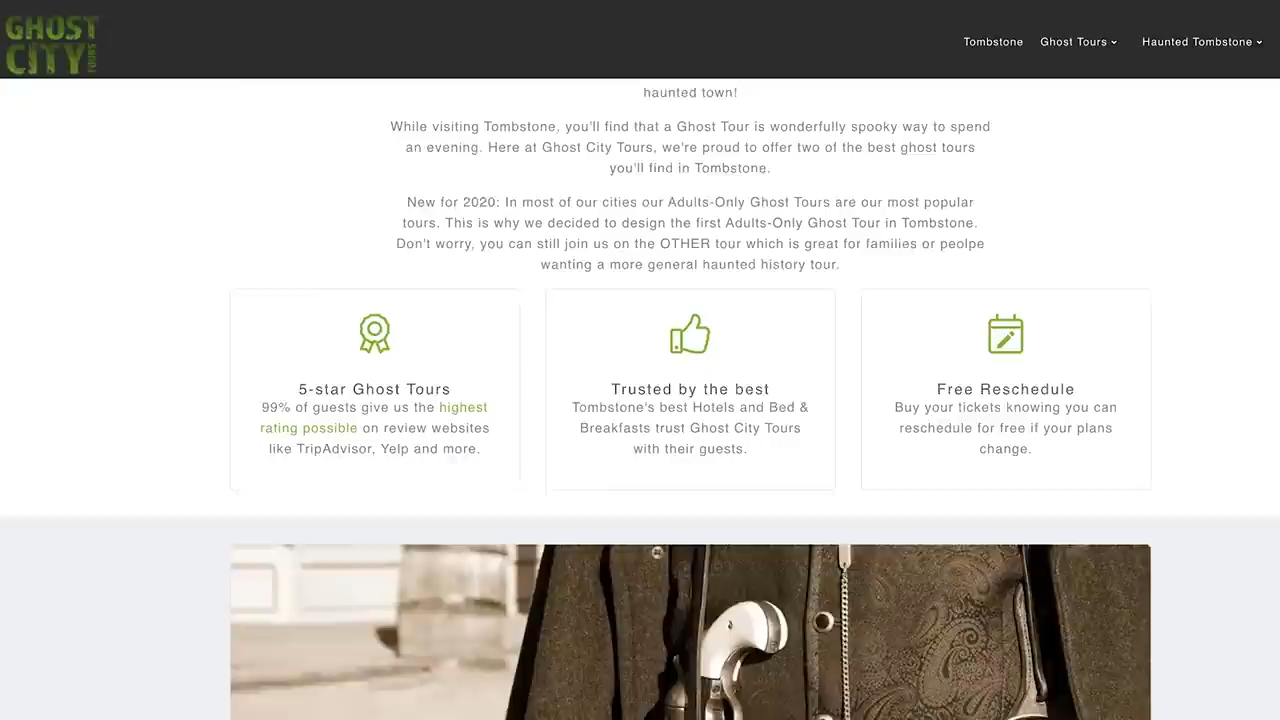 GHOST
CITY
TOURS
Tombstone
Ghost Tours
Haunted Tombstone
haunted town!
While visiting Tombstone, you'll find that a Ghost Tour is wonderfully spooky way to spend
an evening. Here at Ghost City Tours, we're proud to offer two of the best ghost tours
you'll find in Tombstone.
New for 2020: In most of our cities our Adults-Only Ghost Tours are our most popular
tours. This is why we decided to design the first Adults-Only Ghost Tour in Tombstone.
Don't worry, you can still join us on the OTHER tour which is great for families or peolpe
wanting a more general haunted history tour.
5-star Ghost Tours
99% of guests give us the highest
rating possible on review websites
like TripAdvisor, Yelp and more.
Trusted by the best
Tombstone's best Hotels and Bed &
Breakfasts trust Ghost City Tours
with their guests.
Free Reschedule
Buy your tickets knowing you can
reschedule for free if your plans
change.